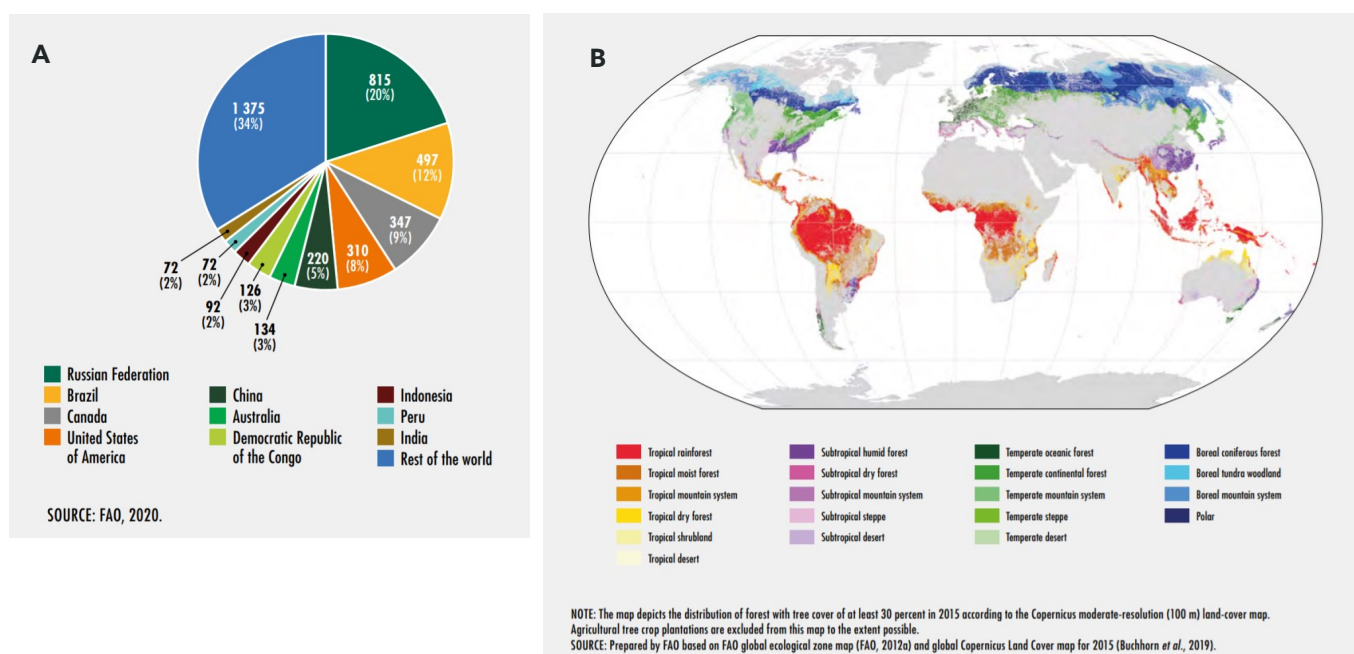 A
815
(20%)
497
(12%)
347
(9%)
310
(8%)
220
(5%)
134
(3%)
126
(3%)
92
(2%)
72
(2%)
72
(2%)
1 375
(34%)
Russian Federation
Brazil
Canada
United States
of America
China
Australia
Democratic Republic
of the Congo
Indonesia
Peru
India
Rest of the world
SOURCE: FAO, 2020.
B
Tropical rainforest
Tropical moist forest
Tropical mountain system
Tropical dry forest
Tropical shrubland
Tropical desert
Subtropical humid forest
Subtropical dry forest
Subtropical mountain system
Subtropical steppe
Subtropical desert
Temperate oceanic forest
Temperate continental forest
Temperate mountain system
Temperate steppe
Temperate desert
Boreal coniferous forest
Boreal tundra woodland
Boreal mountain system
Polar
NOTE: The map depicts the distribution of forest with tree cover of at least 30 percent in 2015 according to the Copernicus moderate-resolution (100 m) land-cover map.
Agricultural tree crop plantations are excluded from this map to the extent possible.
SOURCE: Prepared by FAO based on FAO global ecological zone map (FAO, 2012a) and global Copernicus Land Cover map for 2015 (Buchhorn et al., 2019).